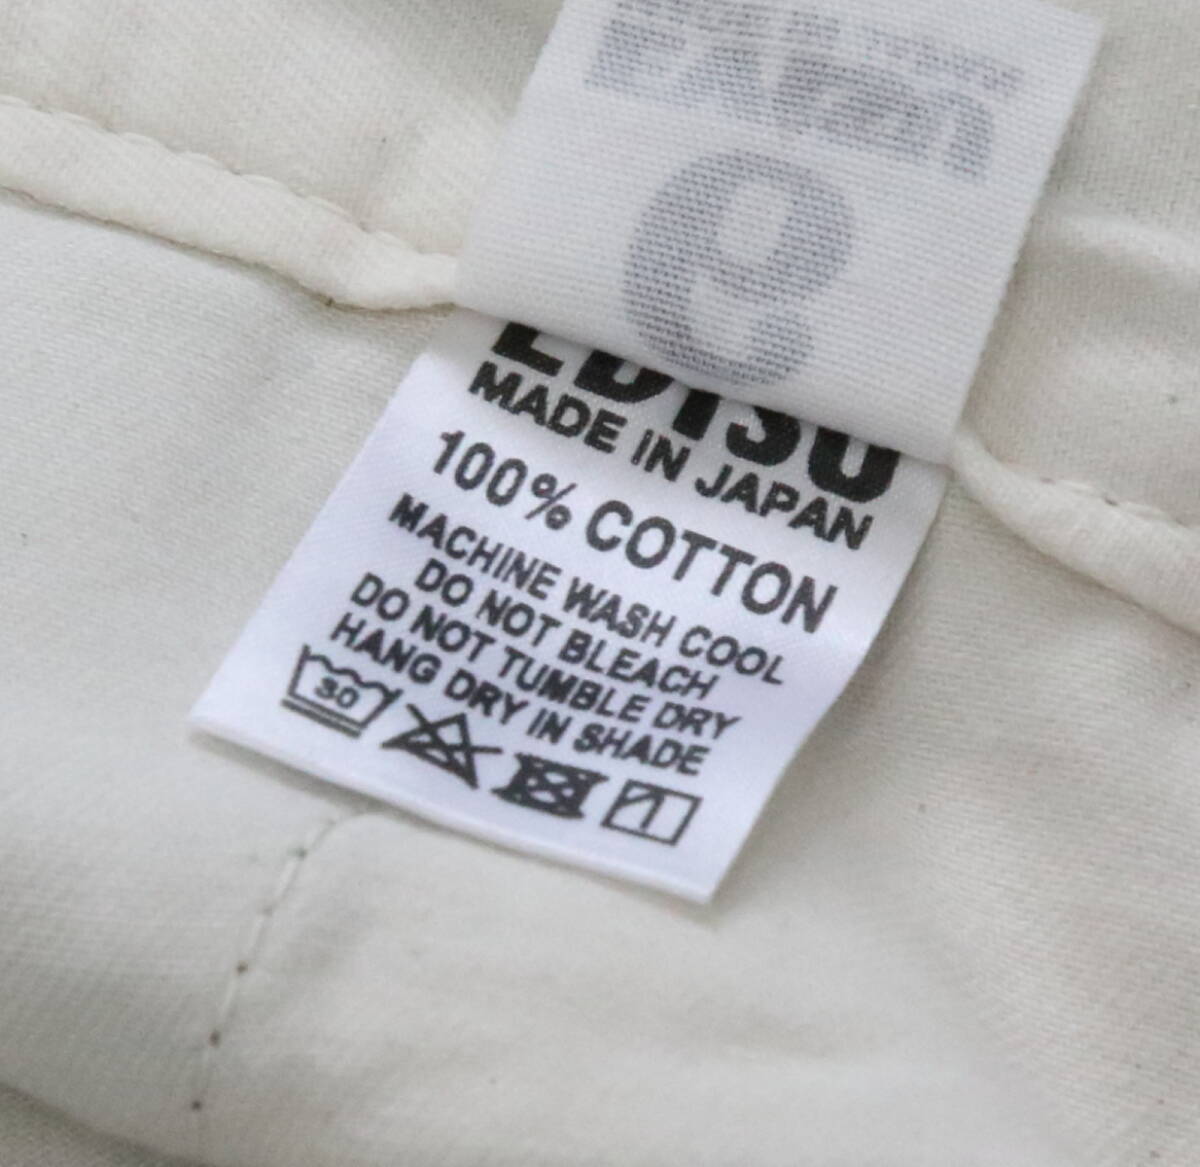 MADE IN JAPAN
100% COTTON
MACHINE WASH COOL
DO NOT BLEACH
DO NOT TUMBLE DRY
HANG DRY IN SHADE
30